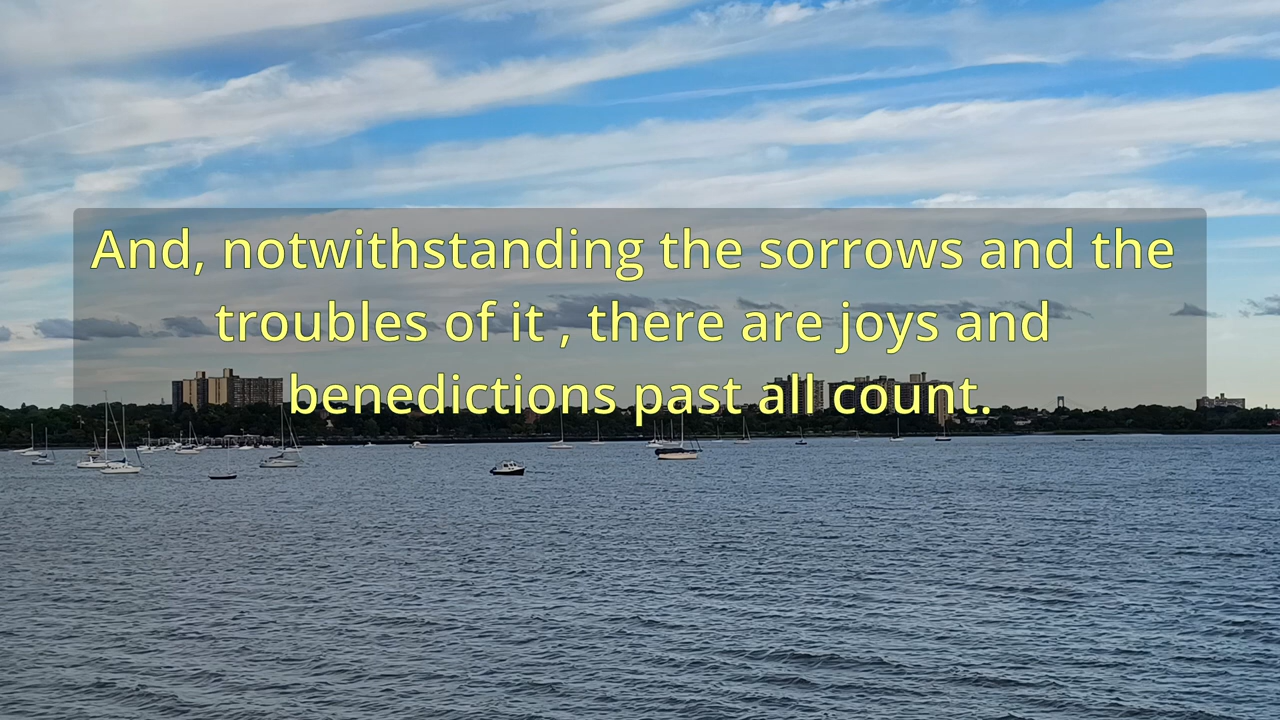 And, notwithstanding the sorrows and the
troubles of it , there are joys and
benedictions past all count.